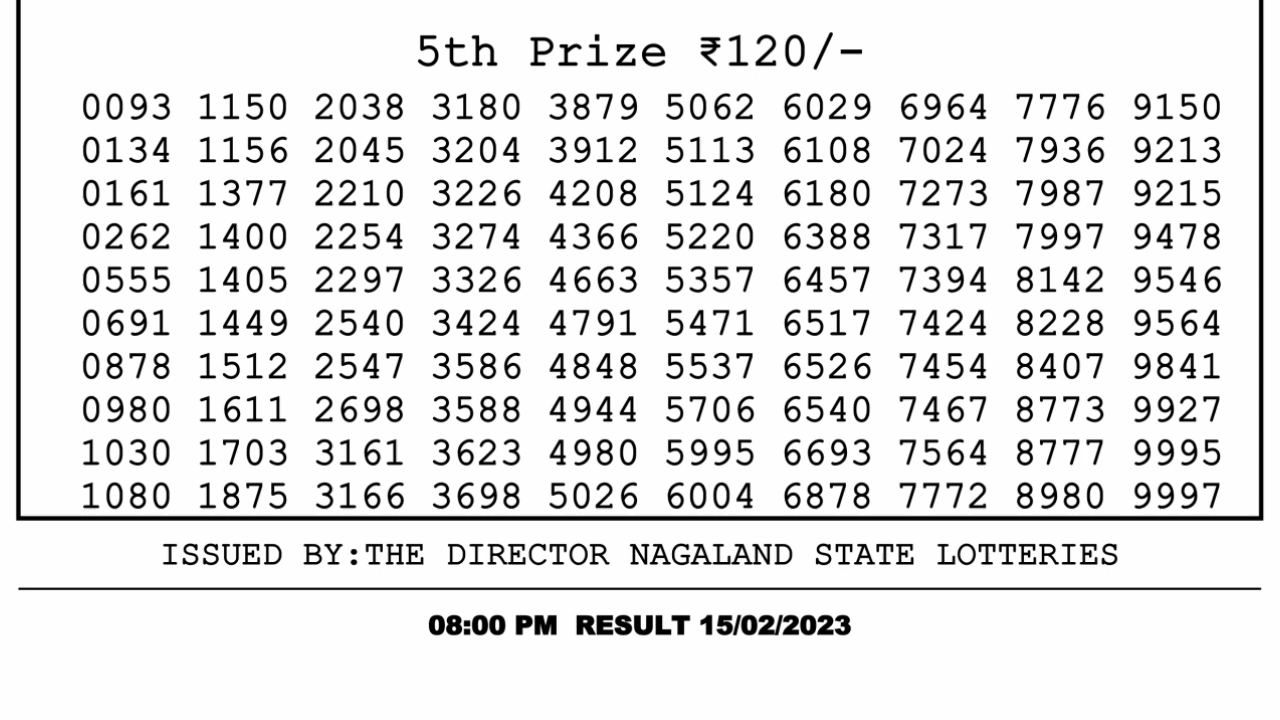 5th Prize ₹120/-
0093 1150 2038 3180 3879 5062 6029 6964 7776 9150
0134 1156 2045 3204 3912 5113 6108 7024 7936 9213
0161 1377 2210 3226 4208 5124 6180 7273 7987 9215
0262 1400 2254 3274 4366 5220 6388 7317 7997 9478
0555 1405 2297 3326 4663 5357 6457 7394 8142 9546
0691 1449 2540 3424 4791 5471 6517 7424 8228 9564
0878 1512 2547 3586 4848 5537 6526 7454 8407 9841
0980 1611 2698 3588 4944 5706 6540 7467 8773 9927
1030 1703 3161 3623 4980 5995 6693 7564 8777 9995
1080 1875 3166 3698 5026 6004 6878 7772 8980 9997
ISSUED BY:THE DIRECTOR NAGALAND STATE LOTTERIES
08:00 PM RESULT 15/02/2023